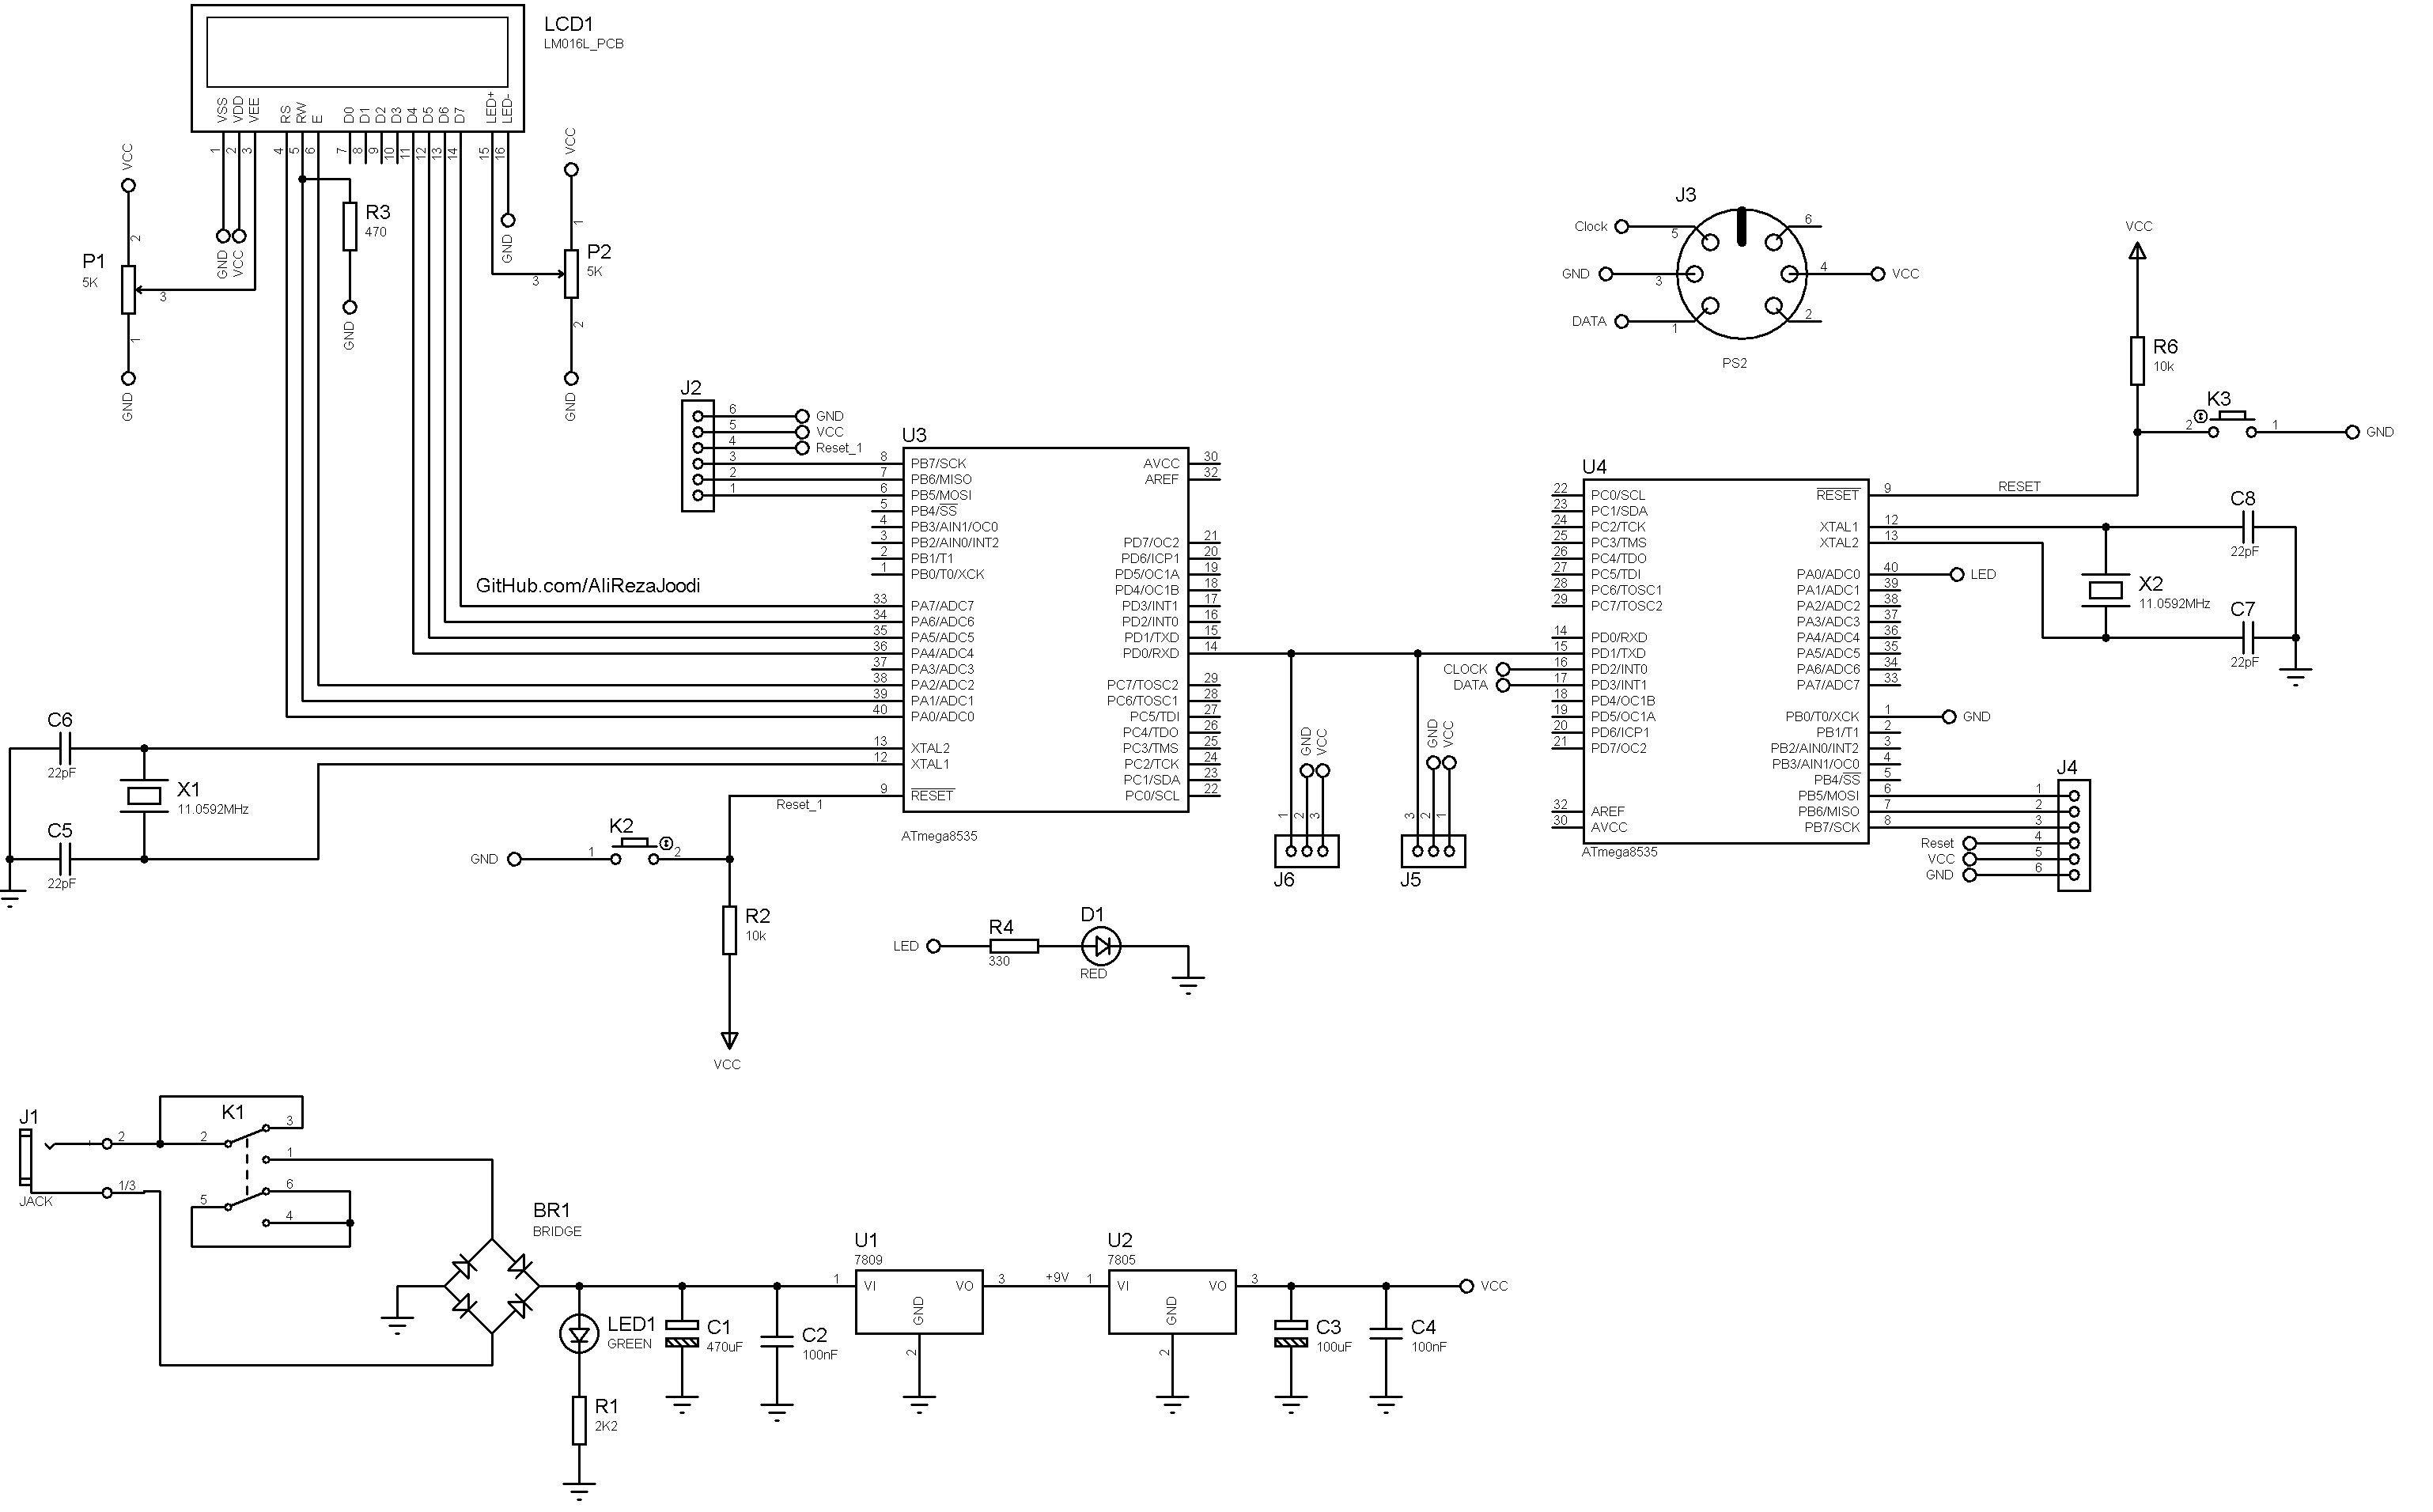 LCD1
LM016L_PCB
VSS
VDD
VEE
RS
RW
E
D0
D1
D2
D3
D4
D5
D6
D7
LED+
LED-
1
2
3
4
5
6
7
8
9
10
11
12
13
14
15
16
VCC
2
P1
5K
3
1
GND
GND
VCC
R3
470
GND
GND
VCC
1
P2
5K
3
2
GND
J3
Clock
5
6
GND
3
4
VCC
DATA
1
2
PS2
VCC
R6
10k
K3
2
1
GND
J2
6
GND
5
VCC
4
Reset_1
3
2
1
U3
8 PB7/SCK
7 PB6/MISO
6 PB5/MOSI
5 PB4/SS
4 PB3/AIN1/OC0
3 PB2/AIN0/INT2
2 PB1/T1
1 PB0/T0/XCK
33 PA7/ADC7
34 PA6/ADC6
35 PA5/ADC5
36 PA4/ADC4
37 PA3/ADC3
38 PA2/ADC2
39 PA1/ADC1
40 PA0/ADC0
13 XTAL2
12 XTAL1
9 RESET
AVCC 30
AREF 32
PD7/OC2 21
PD6/ICP1 20
PD5/OC1A 19
PD4/OC1B 18
PD3/INT1 17
PD2/INT0 16
PD1/TXD 15
PD0/RXD 14
PC7/TOSC2 29
PC6/TOSC1 28
PC5/TDI 27
PC4/TDO 26
PC3/TMS 25
PC2/TCK 24
PC1/SDA 23
PC0/SCL 22
ATmega8535
GitHub.com/AliRezaJoodi
U4
22 PC0/SCL
23 PC1/SDA
24 PC2/TCK
25 PC3/TMS
26 PC4/TDO
27 PC5/TDI
28 PC6/TOSC1
29 PC7/TOSC2
14 PD0/RXD
15 PD1/TXD
CLOCK 16 PD2/INT0
DATA 17 PD3/INT1
18 PD4/OC1B
19 PD5/OC1A
20 PD6/ICP1
21 PD7/OC2
32 AREF
30 AVCC
RESET 9 RESET
XTAL1 12
XTAL2 13
PA0/ADC0 40 LED
PA1/ADC1 39
PA2/ADC2 38
PA3/ADC3 37
PA4/ADC4 36
PA5/ADC5 35
PA6/ADC6 34
PA7/ADC7 33
PB0/T0/XCK 1 GND
PB1/T1 2
PB2/AIN0/INT2 3
PB3/AIN1/OC0 4
PB4/SS 5
PB5/MOSI 6
PB6/MISO 7
PB7/SCK 8
ATmega8535
C8
22pF
X2
11.0592MHz
C7
22pF
J4
1
2
3
Reset 4
VCC 5
GND 6
C6
22pF
X1
11.0592MHz
C5
22pF
Reset_1
K2
GND
1
2
R2
10k
VCC
GND
VCC
1
2
3
J6
GND
VCC
3
2
1
J5
LED
R4
330
D1
RED
J1
JACK
2
1/3
K1
2
3
1
5
6
4
BR1
BRIDGE
LED1
GREEN
R1
2K2
C1
470uF
C2
100nF
U1
7809
1
VI
VO
GND
2
3
+9V
U2
7805
1
VI
VO
GND
2
3
C3
100uF
C4
100nF
VCC